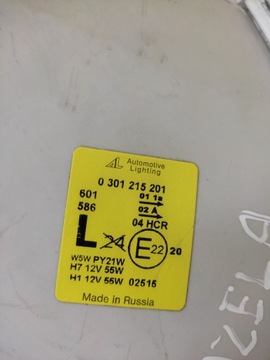 AL Automotive
Lighting
0 301 215 201
601 01 1a
586 02 A
04 HCR
L 24 E 22 20
W5W PY21W
H7 12V 55W
H1 12V 55W 02515
Made in Russia